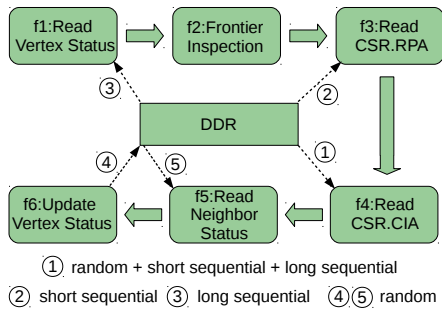 f1:Read
Vertex Status
f2:Frontier
Inspection
f3:Read
CSR.RPA
③
②
DDR
①
④
⑤
f6:Update
Vertex Status
f5:Read
Neighbor
Status
f4:Read
CSR.CIA
① random + short sequential + long sequential
② short sequential ③ long sequential ④⑤ random